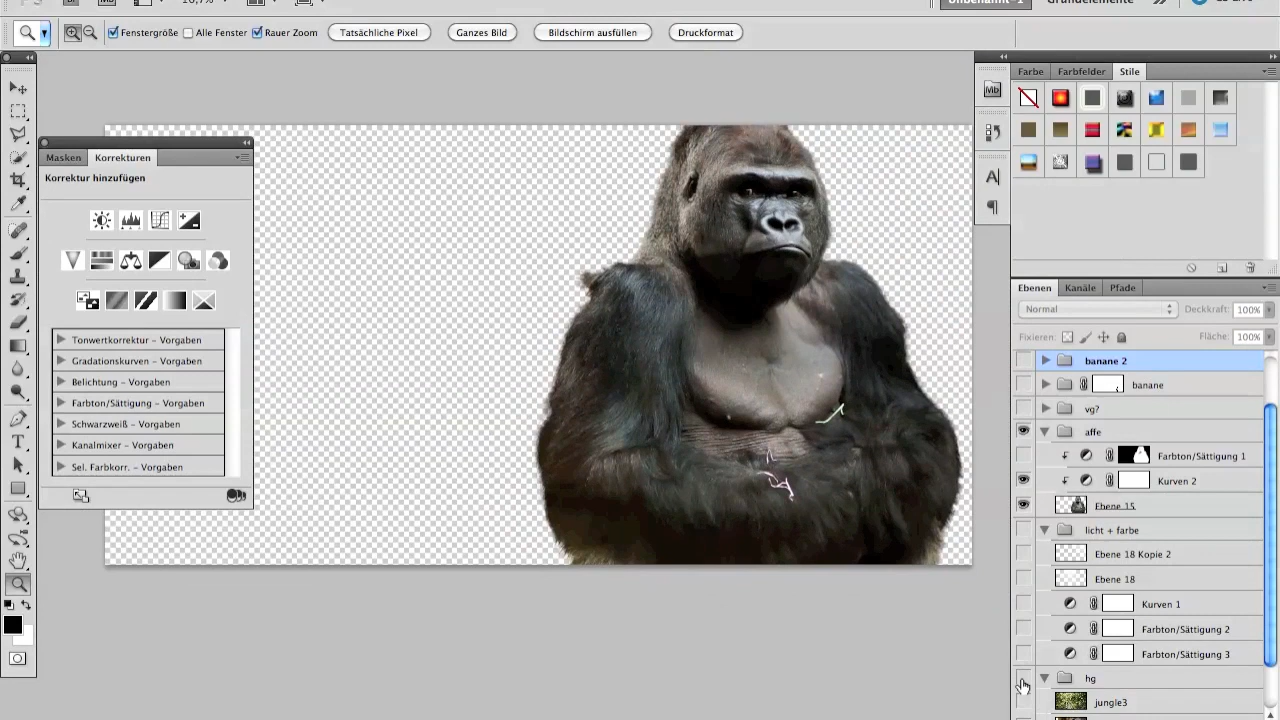 Fenstergröße Alle Fenster Rauer Zoom Tatsächliche Pixel Ganzes Bild Bildschirm ausfüllen Druckformat
Masken Korrekturen
Korrektur hinzufügen
Tonwertkorrektur – Vorgaben
Gradationskurven – Vorgaben
Belichtung – Vorgaben
Farbton/Sättigung – Vorgaben
Schwarzweiß – Vorgaben
Kanalmixer – Vorgaben
Sel. Farbkorr. – Vorgaben
Mb
A
Farbe Farbfelder Stile
Ebenen Kanäle Pfade
Normal Deckkraft: 100%
Fixieren: Fläche: 100%
banane 2
banane
vg?
affe
Farbton/Sättigung 1
Kurven 2
Ebene 15
licht + farbe
Ebene 18 Kopie 2
Ebene 18
Kurven 1
Farbton/Sättigung 2
Farbton/Sättigung 3
hg
jungle3